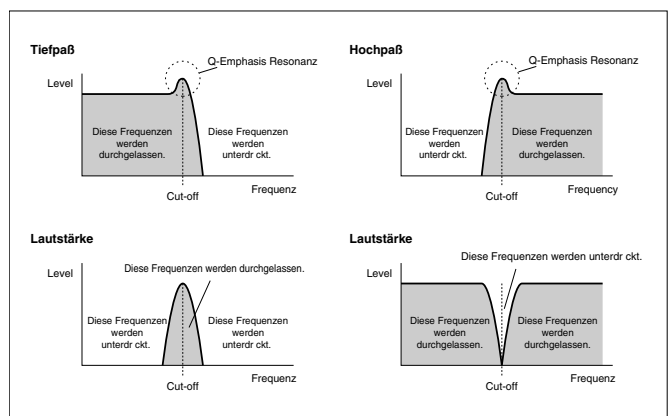 Tiefpaß
Q-Emphasis Resonanz
Level
Diese Frequenzen
werden
durchgelassen.
Diese Frequenzen
werden
unterdr ckt.
Cut-off
Frequenz
Hochpaß
Q-Emphasis Resonanz
Level
Diese Frequenzen
werden
unterdr ckt.
Diese Frequenzen
werden
durchgelassen.
Cut-off
Frequency
Lautstärke
Level
Diese Frequenzen werden durchgelassen.
Diese Frequenzen
werden
unterdr ckt.
Diese Frequenzen
werden
unterdr ckt.
Cut-off
Frequenz
Lautstärke
Level
Diese Frequenzen werden unterdr ckt.
Diese Frequenzen
werden
durchgelassen.
Diese Frequenzen
werden
durchgelassen.
Cut-off
Frequenz